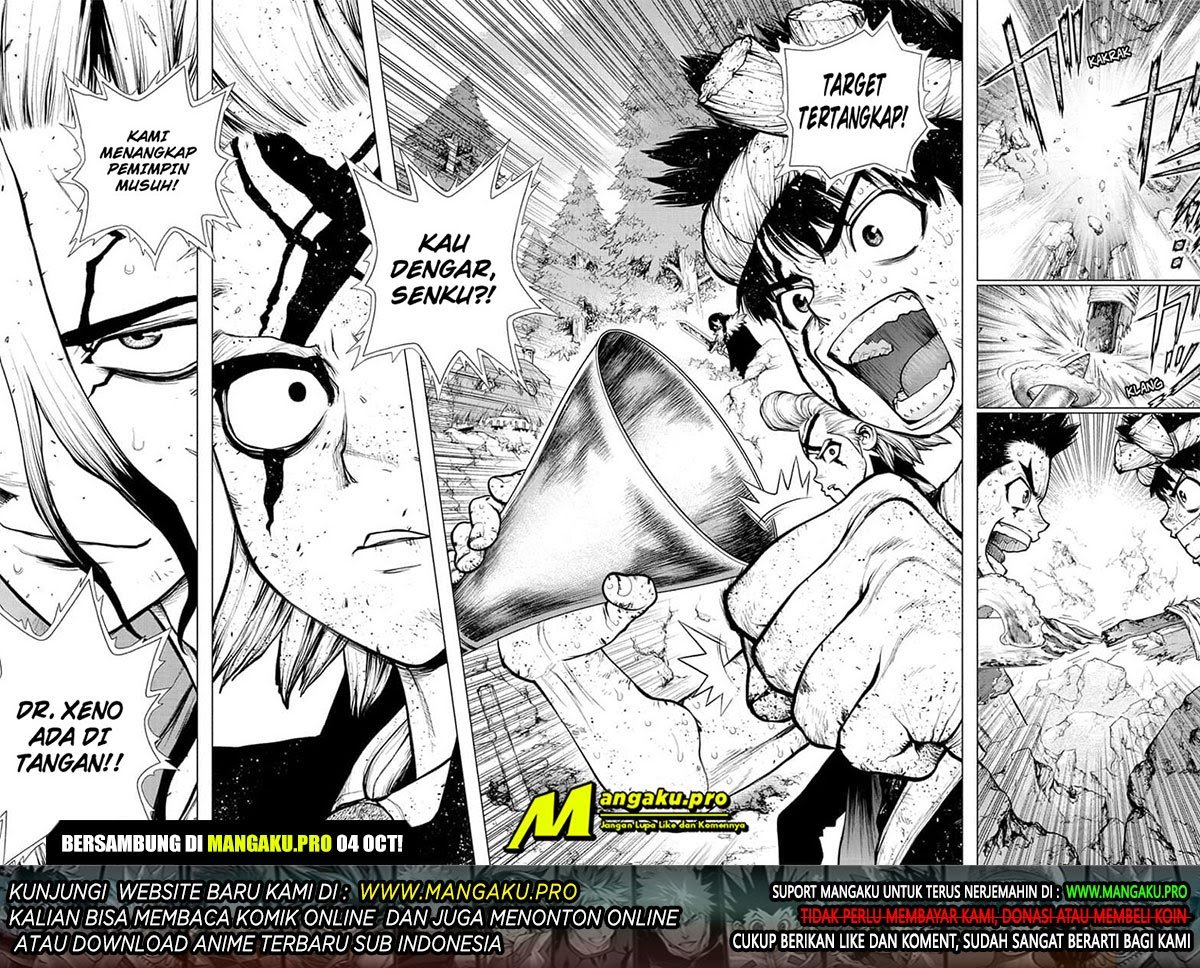 ガガガ
KAKRAK
KLANG
TARGET
TERTANGKAP!
KAU
DENGAR,
SENKU?!
KAMI
MENANGKAP
PEMIMPIN
MUSUH!
DR. XENO
ADA DI
TANGAN!!
Mangaku.pro
Jangan Lupa Like dan Komennya
BERSAMBUNG DI MANGAKU.PRO 04 OCT!
KUNJUNGI WEBSITE BARU KAMI DI : WWW.MANGAKU.PRO
KALIAN BISA MEMBACA KOMIK ONLINE DAN JUGA MENONTON ONLINE
ATAU DOWNLOAD ANIME TERBARU SUB INDONESIA
SUPORT MANGAKU UNTUK TERUS NERJEMAHIN DI : WWW.MANGAKU.PRO
TIDAK PERLU MEMBAYAR KAMI, DONASI ATAU MEMBELI KOIN
CUKUP BERIKAN LIKE DAN KOMENT, SUDAH SANGAT BERARTI BAGI KAMI